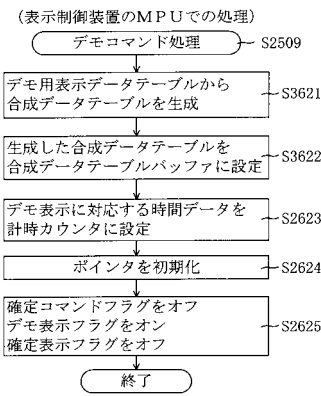 (表示制御装置のMPUでの処理)
デモコマンド処理
S2509
デモ用表示データテーブルから
合成データテーブルを生成
S3621
生成した合成データテーブルを
合成データテーブルバッファに設定
S3622
デモ表示に対応する時間データを
計時カウンタに設定
S2623
ポインタを初期化
S2624
確定コマンドフラグをオフ
デモ表示フラグをオン
確定表示フラグをオフ
S2625
終了